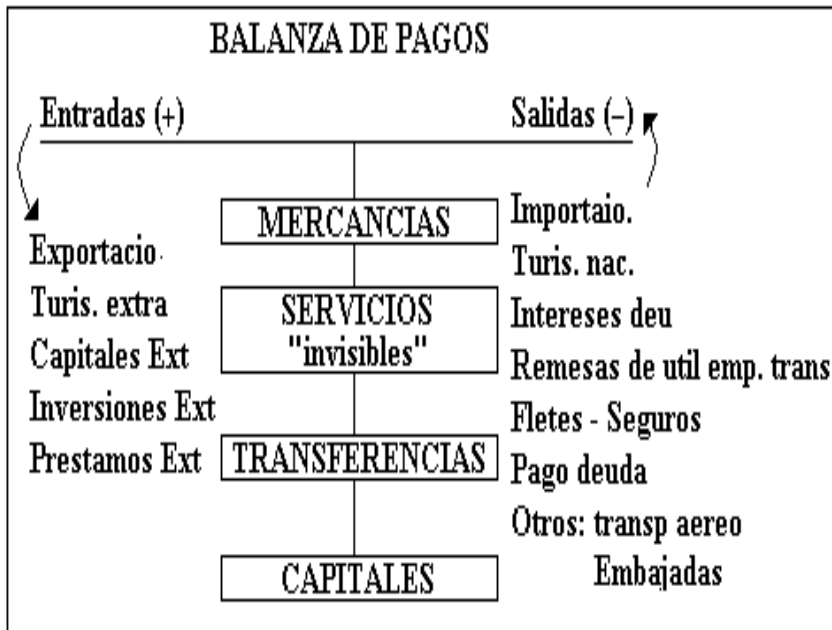 BALANZA DE PAGOS
Entradas (+)
Salidas (–)
Exportacio
Turis. extra
Capitales Ext
Inversiones Ext
Prestamos Ext
MERCANCIAS
SERVICIOS
"invisibles"
TRANSFERENCIAS
CAPITALES
Importaio.
Turis. nac.
Intereses deu
Remesas de util emp. trans
Fletes - Seguros
Pago deuda
Otros: transp aereo
Embajadas